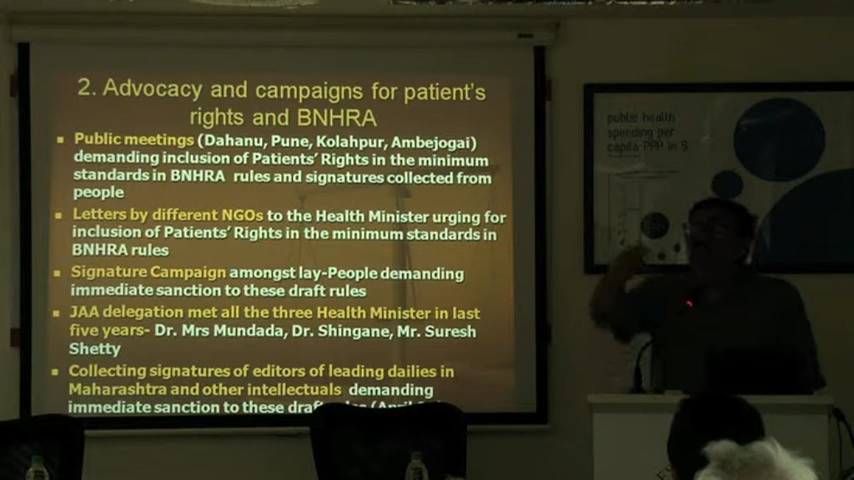 2. Advocacy and campaigns for patient's
rights and BNHRA
Public meetings (Dahanu, Pune, Kolahpur, Ambejogai)
demanding inclusion of Patients' Rights in the minimum
standards in BNHRA rules and signatures collected from
people
Letters by different NGOs to the Health Minister urging for
inclusion of Patients' Rights in the minimum standards in
BNHRA rules
Signature Campaign amongst lay-People demanding
immediate sanction to these draft rules
JAA delegation met all the three Health Minister in last
five years- Dr. Mrs Mundada, Dr. Shingane, Mr. Suresh
Shetty
Collecting signatures of editors of leading dailies in
Maharashtra and other intellectuals demanding
immediate sanction to these
public health
spending per
capita PPP in $